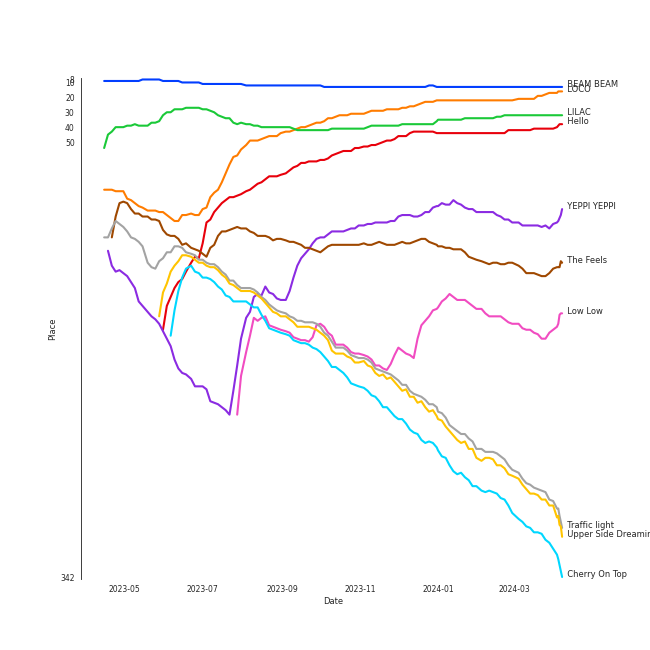 8
10
20
30
40
50
342
Place
BEAM BEAM
LOCO
LILAC
Hello
YEPPI YEPPI
The Feels
Low Low
Traffic light
Upper Side Dreamin
Cherry On Top
2023-05
2023-07
2023-09
2023-11
2024-01
2024-03
Date